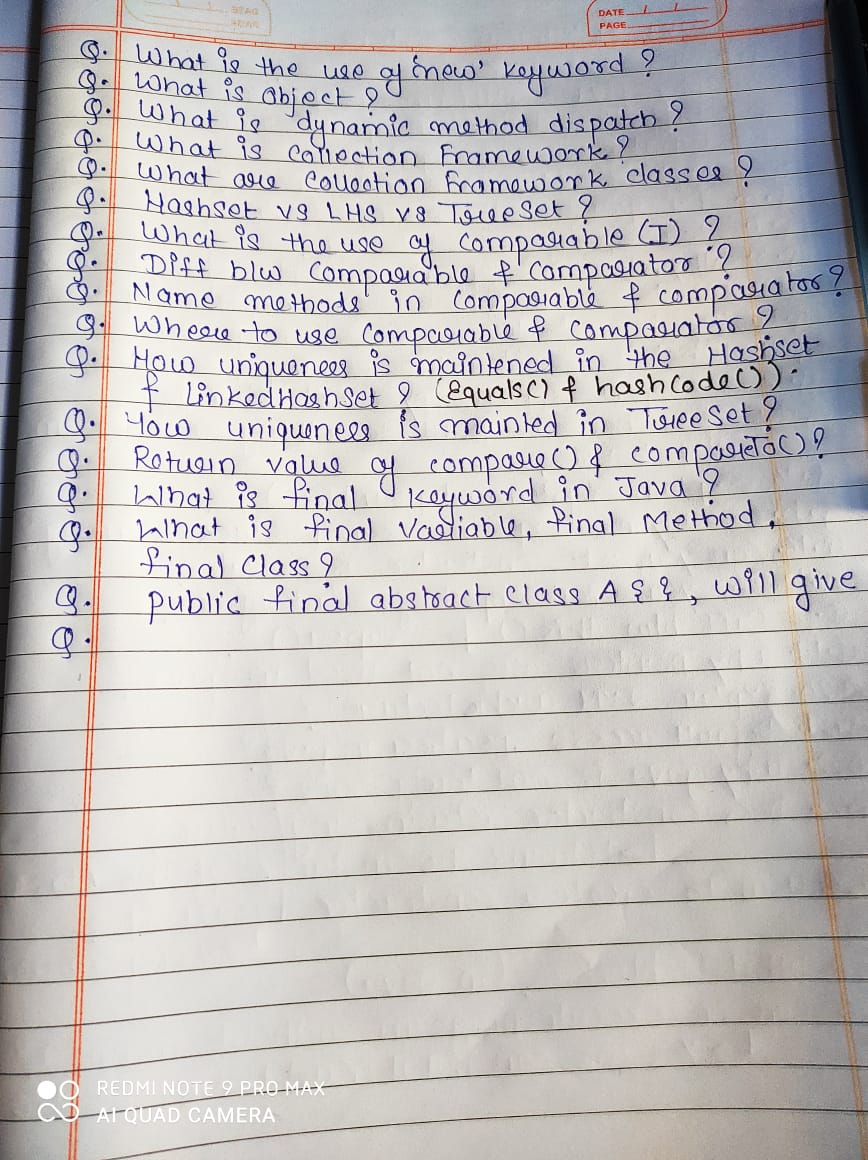 DATE
PAGE
Q. What is the use of 'new' keyword ?
Q. What is object ?
Q. What is dynamic method dispatch ?
Q. What is Collection Framework ?
Q. What are Collection Framework classes ?
Q. Hashset vs LHS vs TreeSet ?
Q. What is the use of Comparable (I) ?
Q. Diff b/w Comparable & Comparator ?
Q. Name methods in Comparable & comparator ?
Q. Where to use Comparable & Comparator ?
Q. How uniqueness is maintened in the Hashset
& LinkedHashSet ? (equals() & hashCode()).
Q. How uniqueness is mainted in TreeSet ?
Q. Return value of compare() & compareTo() ?
Q. What is final keyword in Java ?
Q. What is final Variable, final Method,
final Class ?
Q. public final abstract class A { }, will give
Q.
REDMI NOTE 9 PRO MAX
AI QUAD CAMERA